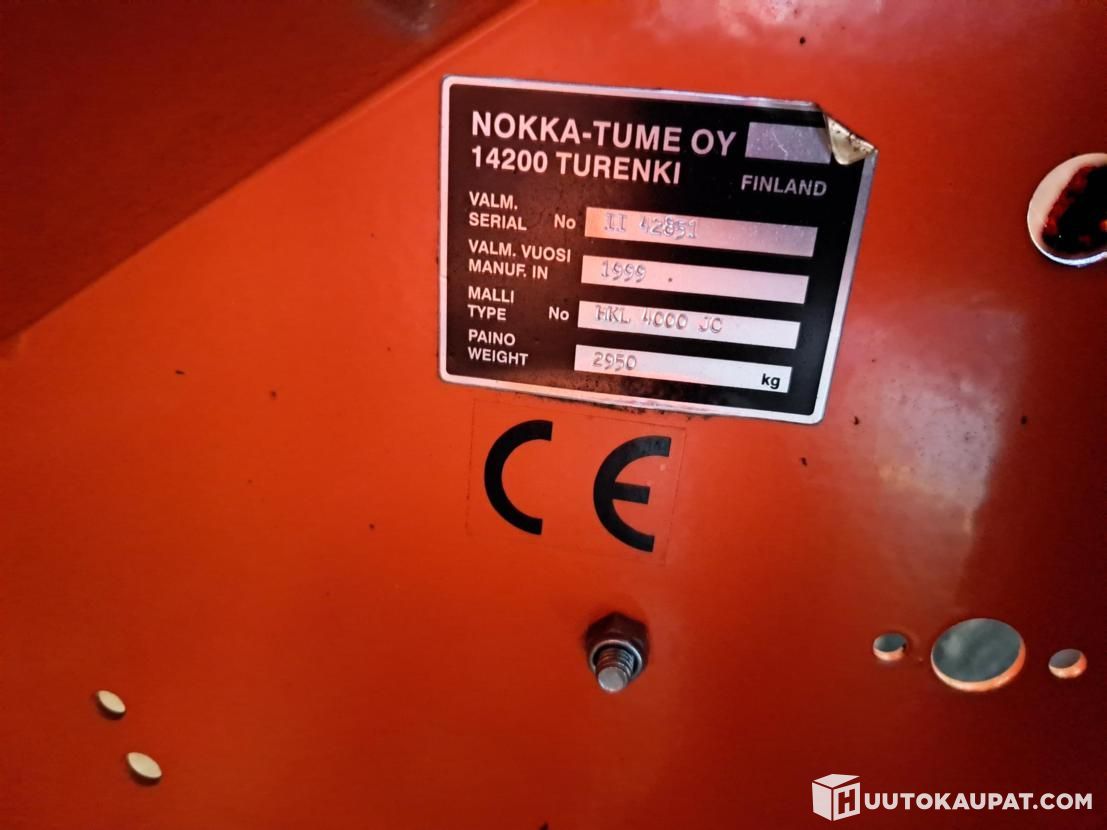 NOKKA-TUME OY
14200 TURENKI
FINLAND
VALM.
SERIAL No II 42851
VALM. VUOSI
MANUF. IN 1999
MALLI
TYPE No HKL 4000 JC
PAINO
WEIGHT 2950 kg
CE
HUUTOKAUPAT.COM